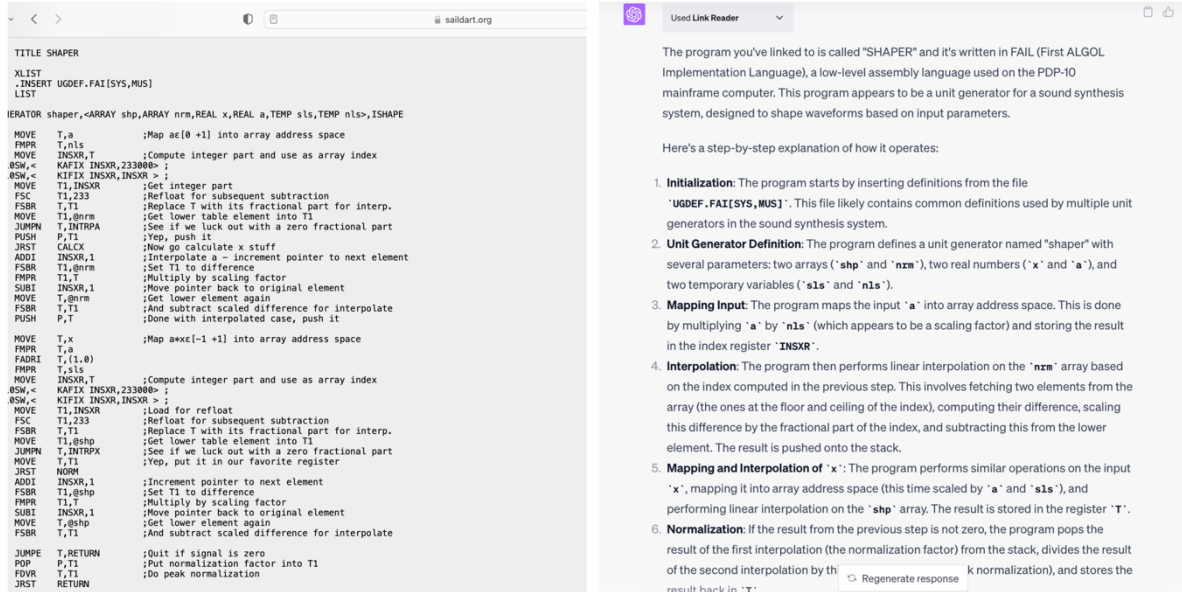 saildart.org
TITLE SHAPER
XLIST
.INSERT UGDEF.FAI[SYS,MUS]
LIST
IERATOR shaper,<ARRAY shp,ARRAY nrm,REAL x,REAL a,TEMP sls,TEMP nls>,ISHAPE
MOVE T,a ;Map aε[0 +1] into array address space
FMPR T,nls
MOVE INSXR,T ;Compute integer part and use as array index
.0SW,< KAFIX INSXR,233000> ;
.0SW,< KIFIX INSXR,INSXR > ;
MOVE T1,INSXR ;Get integer part
FSC T1,233 ;Refloat for subsequent subtraction
FSBR T,T1 ;Replace T with its fractional part for interp.
MOVE T1,@nrm ;Get lower table element into T1
JUMPN T,INTRPA ;See if we luck out with a zero fractional part
PUSH P,T1 ;Yep, push it
JRST CALCX ;Now go calculate x stuff
ADDI INSXR,1 ;Interpolate a - increment pointer to next element
FSBR T1,@nrm ;Set T1 to difference
FMPR T1,T ;Multiply by scaling factor
SUBI INSXR,1 ;Move pointer back to original element
MOVE T,@nrm ;Get lower element again
FSBR T,T1 ;And subtract scaled difference for interpolate
PUSH P,T ;Done with interpolated case, push it
MOVE T,x ;Map a*xε[-1 +1] into array address space
FMPR T,a
FADRI T,(1.0)
FMPR T,sls
MOVE INSXR,T ;Compute integer part and use as array index
.0SW,< KAFIX INSXR,233000> ;
.0SW,< KIFIX INSXR,INSXR > ;
MOVE T1,INSXR ;Load for refloat
FSC T1,233 ;Refloat for subsequent subtraction
FSBR T,T1 ;Replace T with its fractional part for interp.
MOVE T1,@shp ;Get lower table element into T1
JUMPN T,INTRPX ;See if we luck out with a zero fractional part
MOVE T,T1 ;Yep, put it in our favorite register
JRST NORM
ADDI INSXR,1 ;Increment pointer to next element
FSBR T1,@shp ;Set T1 to difference
FMPR T1,T ;Multiply by scaling factor
SUBI INSXR,1 ;Move pointer back to original element
MOVE T,@shp ;Get lower element again
FSBR T,T1 ;And subtract scaled difference for interpolate
JUMPE T,RETURN ;Quit if signal is zero
POP P,T1 ;Put normalization factor into T1
FDVR T,T1 ;Do peak normalization
JRST RETURN
Used Link Reader
The program you've linked to is called "SHAPER" and it's written in FAIL (First ALGOL
Implementation Language), a low-level assembly language used on the PDP-10
mainframe computer. This program appears to be a unit generator for a sound synthesis
system, designed to shape waveforms based on input parameters.
Here's a step-by-step explanation of how it operates:
1. Initialization: The program starts by inserting definitions from the file
`UGDEF.FAI[SYS,MUS]`. This file likely contains common definitions used by multiple unit
generators in the sound synthesis system.
2. Unit Generator Definition: The program defines a unit generator named "shaper" with
several parameters: two arrays (`shp` and `nrm`), two real numbers (`x` and `a`), and
two temporary variables (`sls` and `nls`).
3. Mapping Input: The program maps the input `a` into array address space. This is done
by multiplying `a` by `nls` (which appears to be a scaling factor) and storing the result
in the index register `INSXR`.
4. Interpolation: The program then performs linear interpolation on the `nrm` array based
on the index computed in the previous step. This involves fetching two elements from the
array (the ones at the floor and ceiling of the index), computing their difference, scaling
this difference by the fractional part of the index, and subtracting this from the lower
element. The result is pushed onto the stack.
5. Mapping and Interpolation of `x`: The program performs similar operations on the input
`x`, mapping it into array address space (this time scaled by `a` and `sls`), and
performing linear interpolation on the `shp` array. The result is stored in the register `T`.
6. Normalization: If the result from the previous step is not zero, the program pops the
result of the first interpolation (the normalization factor) from the stack, divides the result
of the second interpolation by thi k normalization), and stores the
result back in `T`
Regenerate response